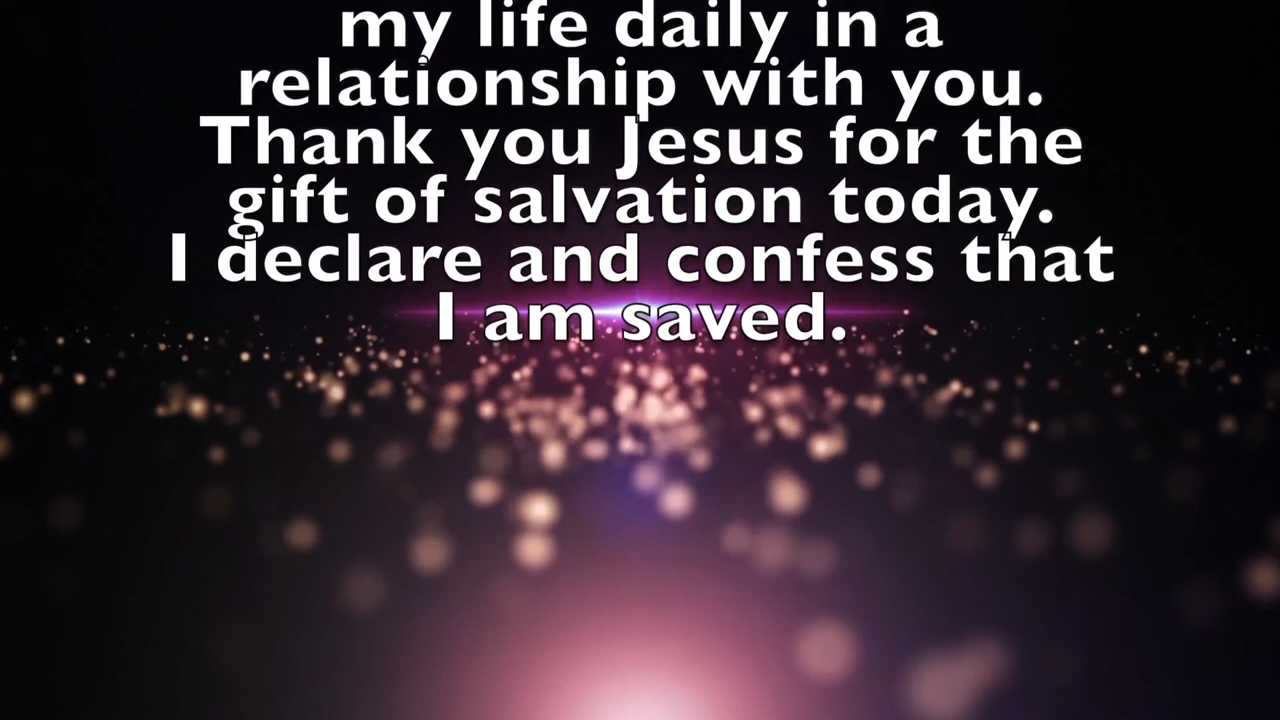 my life daily in a
relationship with you.
Thank you Jesus for the
gift of salvation today.
I declare and confess that
I am saved.